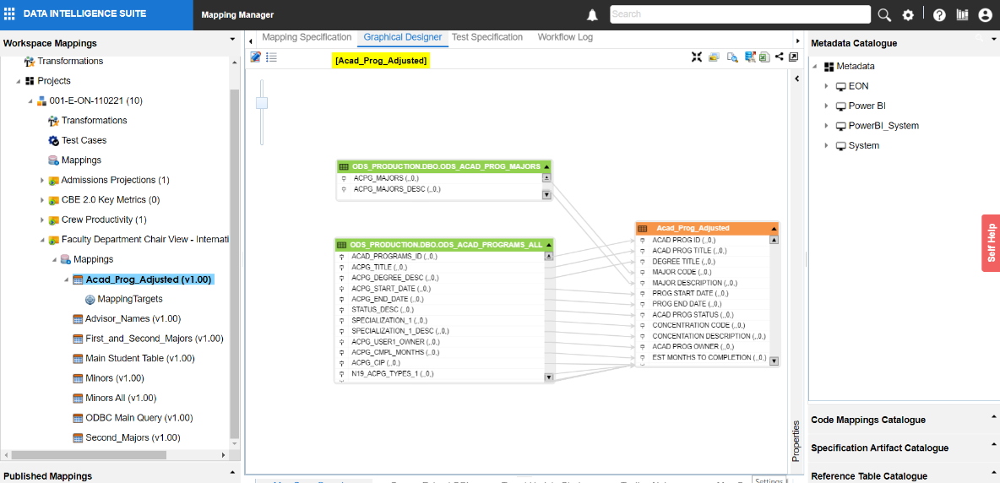 DATA INTELLIGENCE SUITE
Mapping Manager
Search
Workspace Mappings
Transformations
Projects
001-E-ON-110221 (10)
Transformations
Test Cases
Mappings
Admissions Projections (1)
CBE 2.0 Key Metrics (0)
Crew Productivity (1)
Faculty Department Chair View - Internati
Mappings
Acad_Prog_Adjusted (v1.00)
MappingTargets
Advisor_Names (v1.00)
First_and_Second_Majors (v1.00)
Main Student Table (v1.00)
Minors (v1.00)
Minors All (v1.00)
ODBC Main Query (v1.00)
Second_Majors (v1.00)
Published Mappings
Mapping Specification
Graphical Designer
Test Specification
Workflow Log
[Acad_Prog_Adjusted]
ODS_PRODUCTION.DBO.ODS_ACAD_PROG_MAJORS
ACPG_MAJORS (,,0,)
ACPG_MAJORS_DESC (,,0,)
ODS_PRODUCTION.DBO.ODS_ACAD_PROGRAMS_ALL
ACAD_PROGRAMS_ID (,,0,)
ACPG_TITLE (,,0,)
ACPG_DEGREE_DESC (,,0,)
ACPG_START_DATE (,,0,)
ACPG_END_DATE (,,0,)
STATUS_DESC (,,0,)
SPECIALIZATION_1 (,,0,)
SPECIALIZATION_1_DESC (,,0,)
ACPG_USER1_OWNER (,,0,)
ACPG_CMPL_MONTHS (,,0,)
ACPG_CIP (,,0,)
N19_ACPG_TYPES_1 (,,0,)
Acad_Prog_Adjusted
ACAD PROG ID (,,0,)
ACAD PROG TITLE (,,0,)
DEGREE TITLE (,,0,)
MAJOR CODE (,,0,)
MAJOR DESCRIPTION (,,0,)
PROG START DATE (,,0,)
PROG END DATE (,,0,)
ACAD PROG STATUS (,,0,)
CONCENTRATION CODE (,,0,)
CONCENTATION DESCRIPTION (,,0,)
ACAD PROG OWNER (,,0,)
EST MONTHS TO COMPLETION (,,0,)
Properties
Settings
Metadata Catalogue
Metadata
EON
Power BI
PowerBI_System
System
Self Help
Code Mappings Catalogue
Specification Artifact Catalogue
Reference Table Catalogue